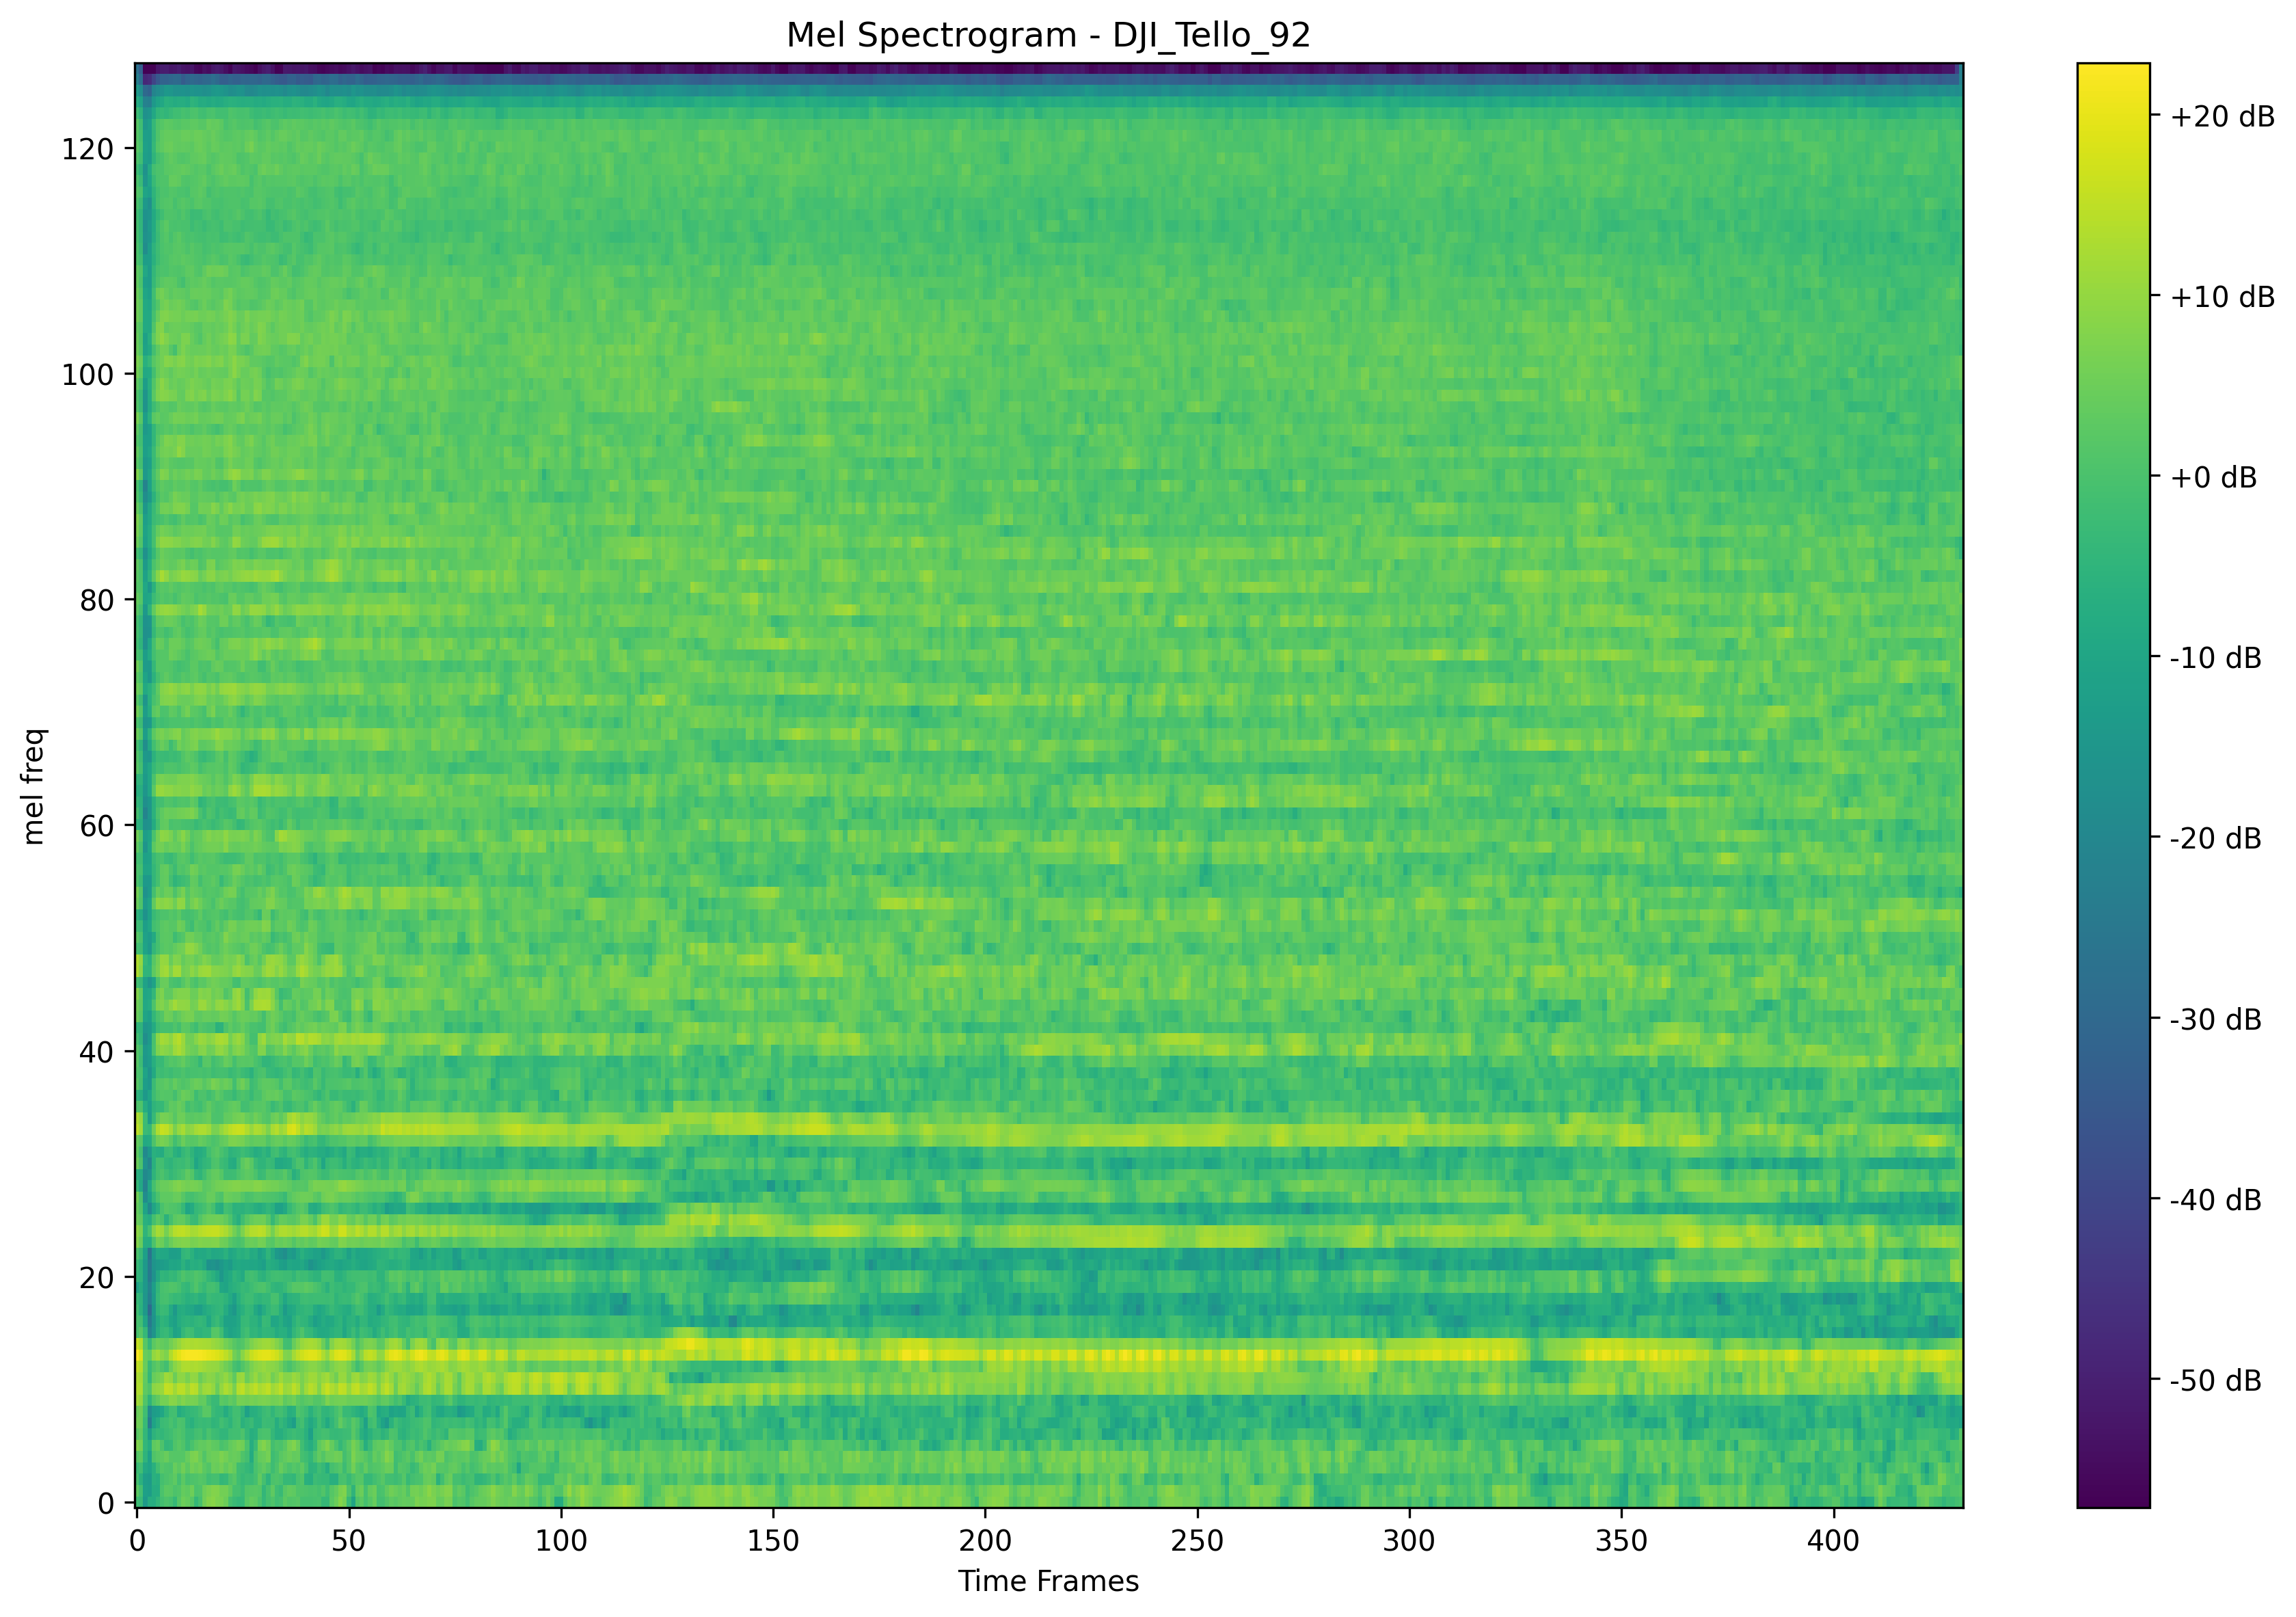 Mel Spectrogram - DJI_Tello_92
mel freq
120
100
80
60
40
20
0
0 50 100 150 200 250 300 350 400
Time Frames
+20 dB
+10 dB
+0 dB
-10 dB
-20 dB
-30 dB
-40 dB
-50 dB